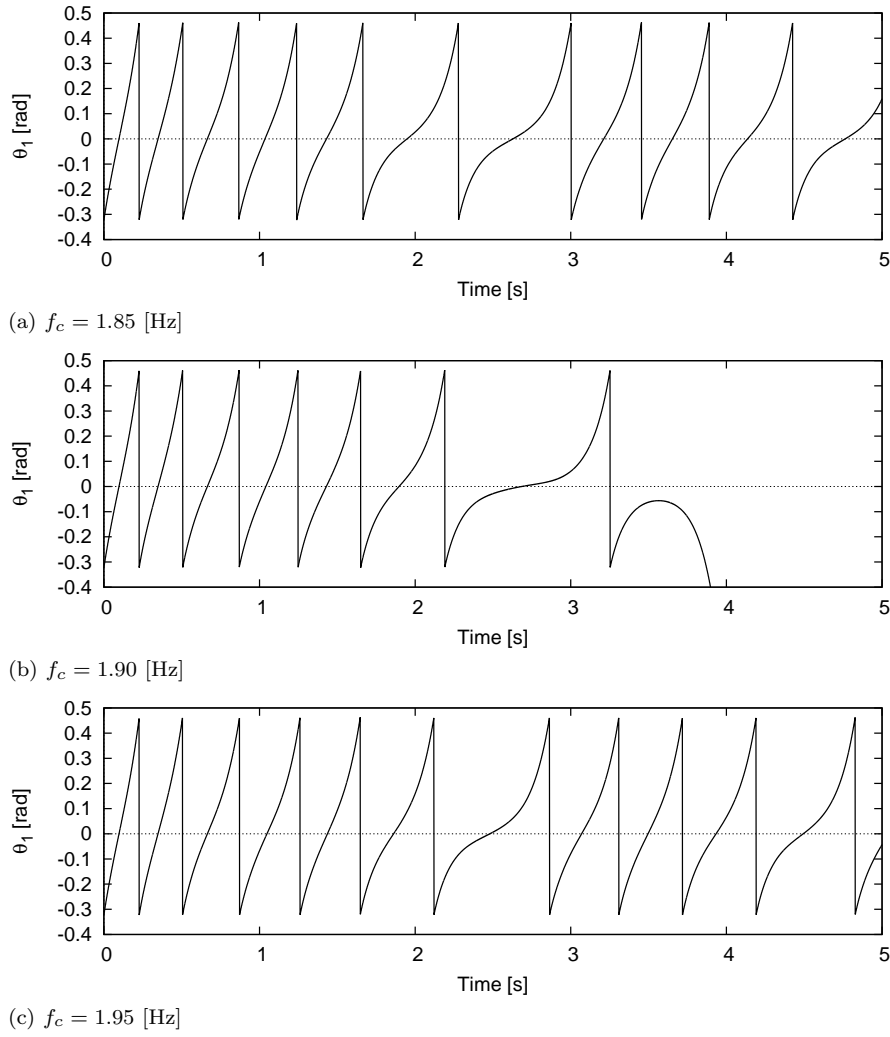 0.5
0.4
0.3
0.2
0.1
0
-0.1
-0.2
-0.3
-0.4
θ1 [rad]
0 1 2 3 4 5
Time [s]
(a) fc = 1.85 [Hz]
0.5
0.4
0.3
0.2
0.1
0
-0.1
-0.2
-0.3
-0.4
θ1 [rad]
0 1 2 3 4 5
Time [s]
(b) fc = 1.90 [Hz]
0.5
0.4
0.3
0.2
0.1
0
-0.1
-0.2
-0.3
-0.4
θ1 [rad]
0 1 2 3 4 5
Time [s]
(c) fc = 1.95 [Hz]